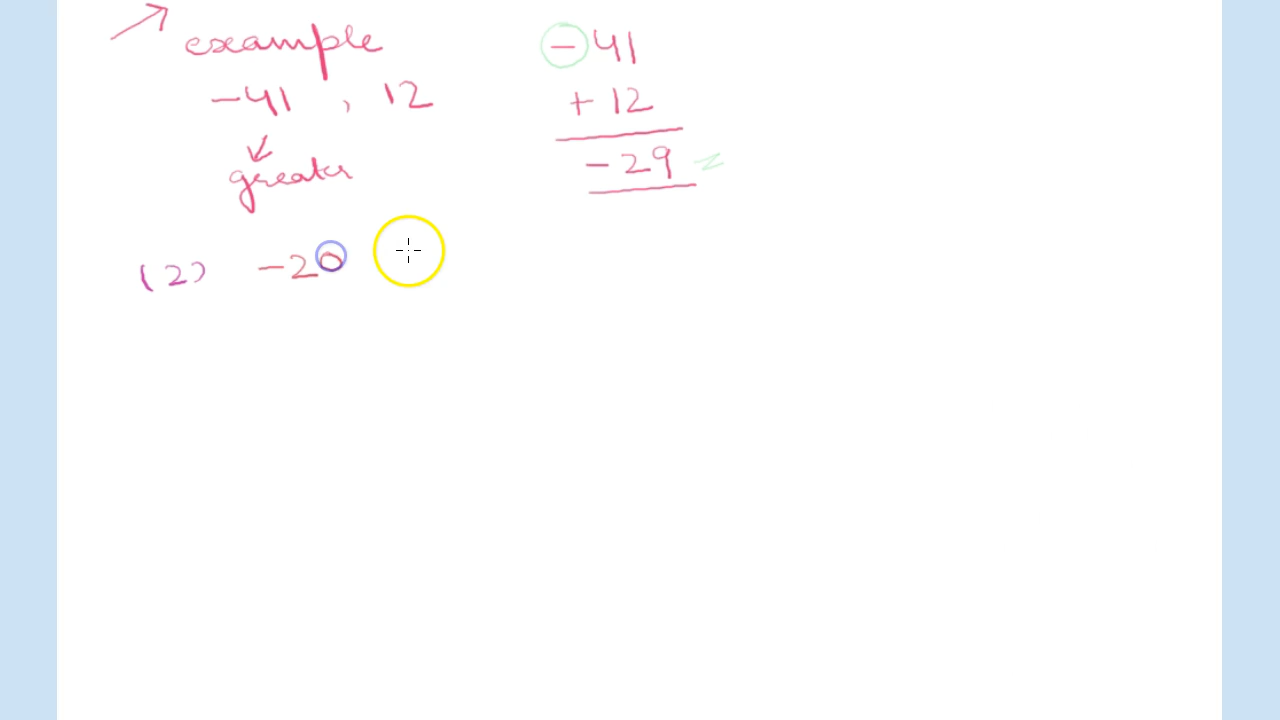 example
-41 , 12
greater
-41
+ 12
-29
(2) -20